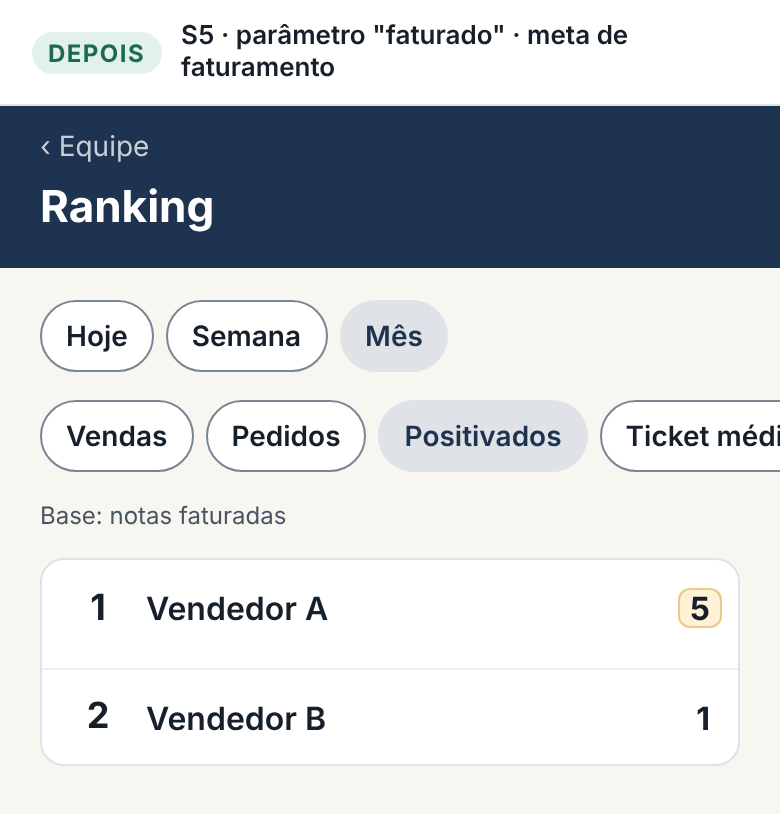 DEPOIS
S5 · parâmetro "faturado" · meta de
faturamento
‹ Equipe
Ranking
Hoje Semana Mês
Vendas Pedidos Positivados Ticket médi
Base: notas faturadas
1 Vendedor A 5
2 Vendedor B 1